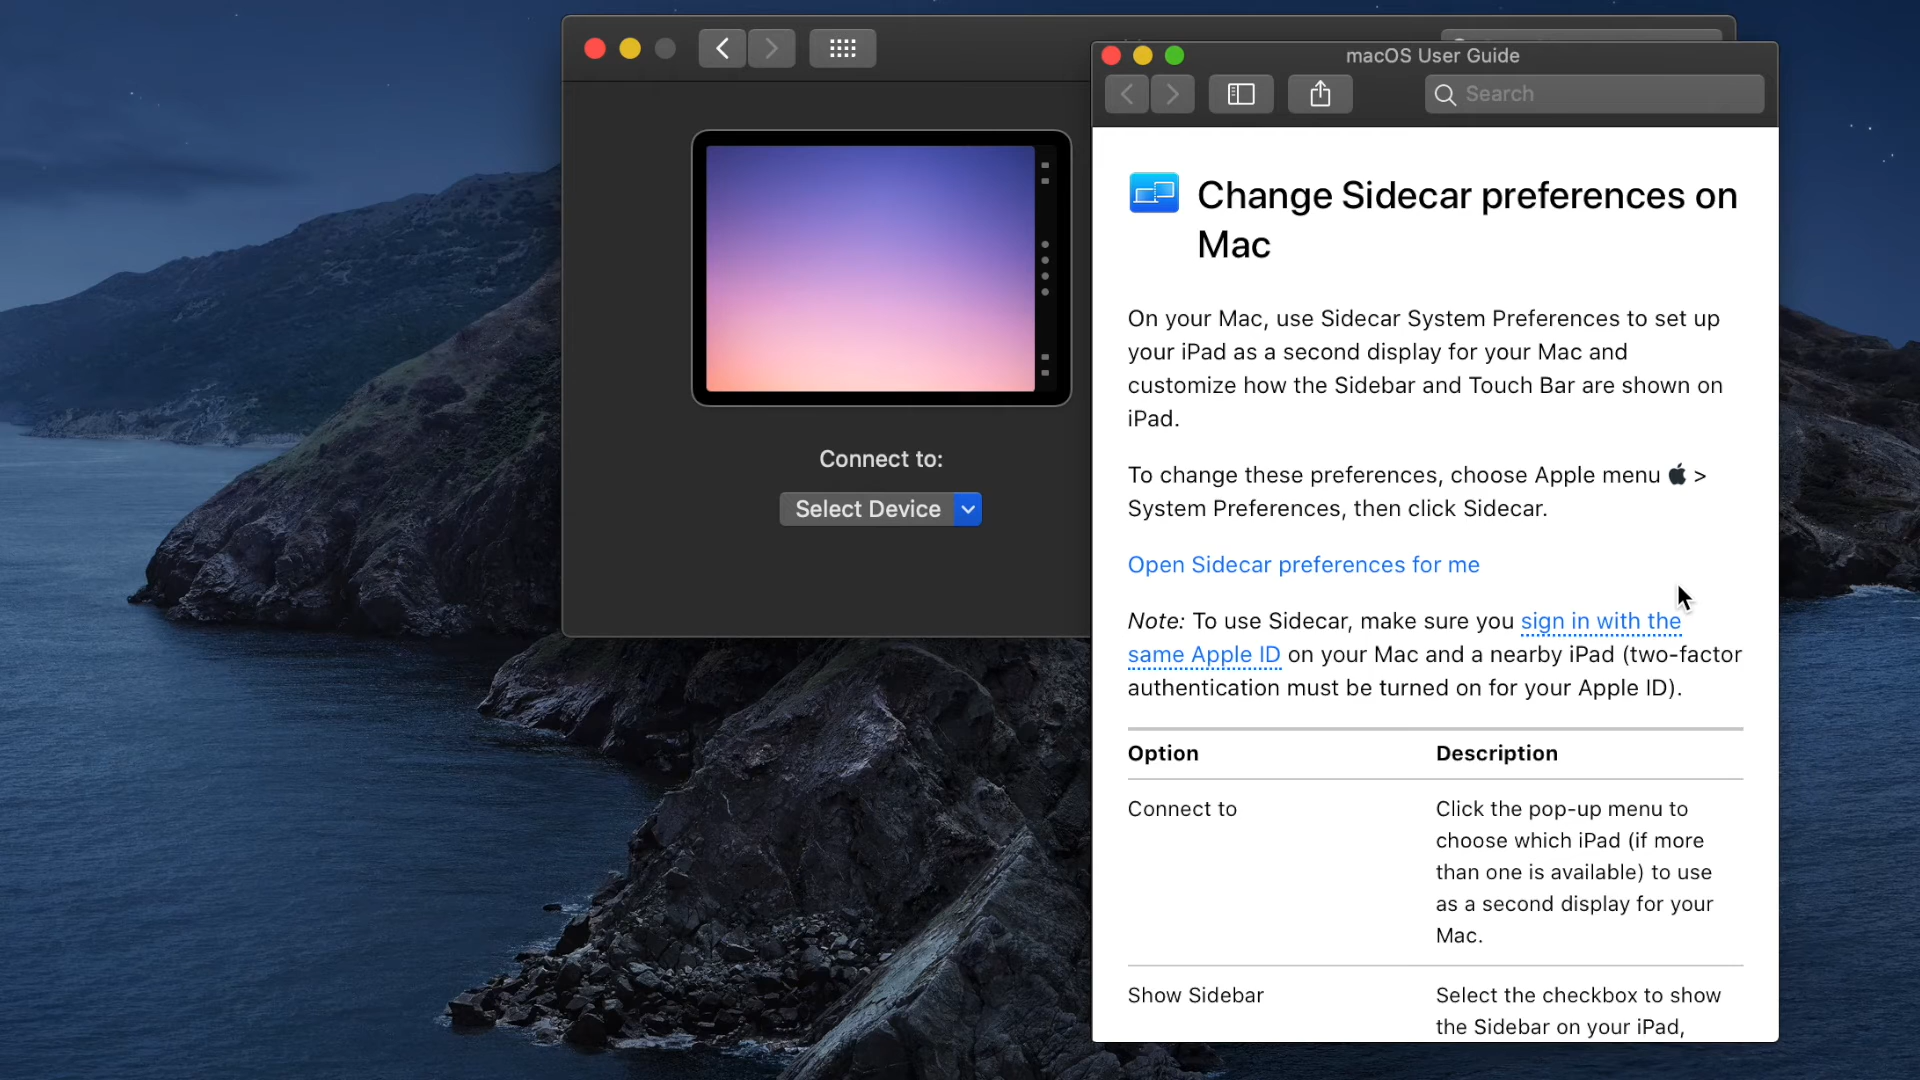 macOS User Guide
Search
Change Sidecar preferences on
Mac
On your Mac, use Sidecar System Preferences to set up
your iPad as a second display for your Mac and
customize how the Sidebar and Touch Bar are shown on
iPad.
To change these preferences, choose Apple menu  >
System Preferences, then click Sidecar.
Open Sidecar preferences for me
Note: To use Sidecar, make sure you sign in with the
same Apple ID on your Mac and a nearby iPad (two-factor
authentication must be turned on for your Apple ID).
Option Description
Connect to Click the pop-up menu to
choose which iPad (if more
than one is available) to use
as a second display for your
Mac.
Show Sidebar Select the checkbox to show
the Sidebar on your iPad,
Connect to:
Select Device